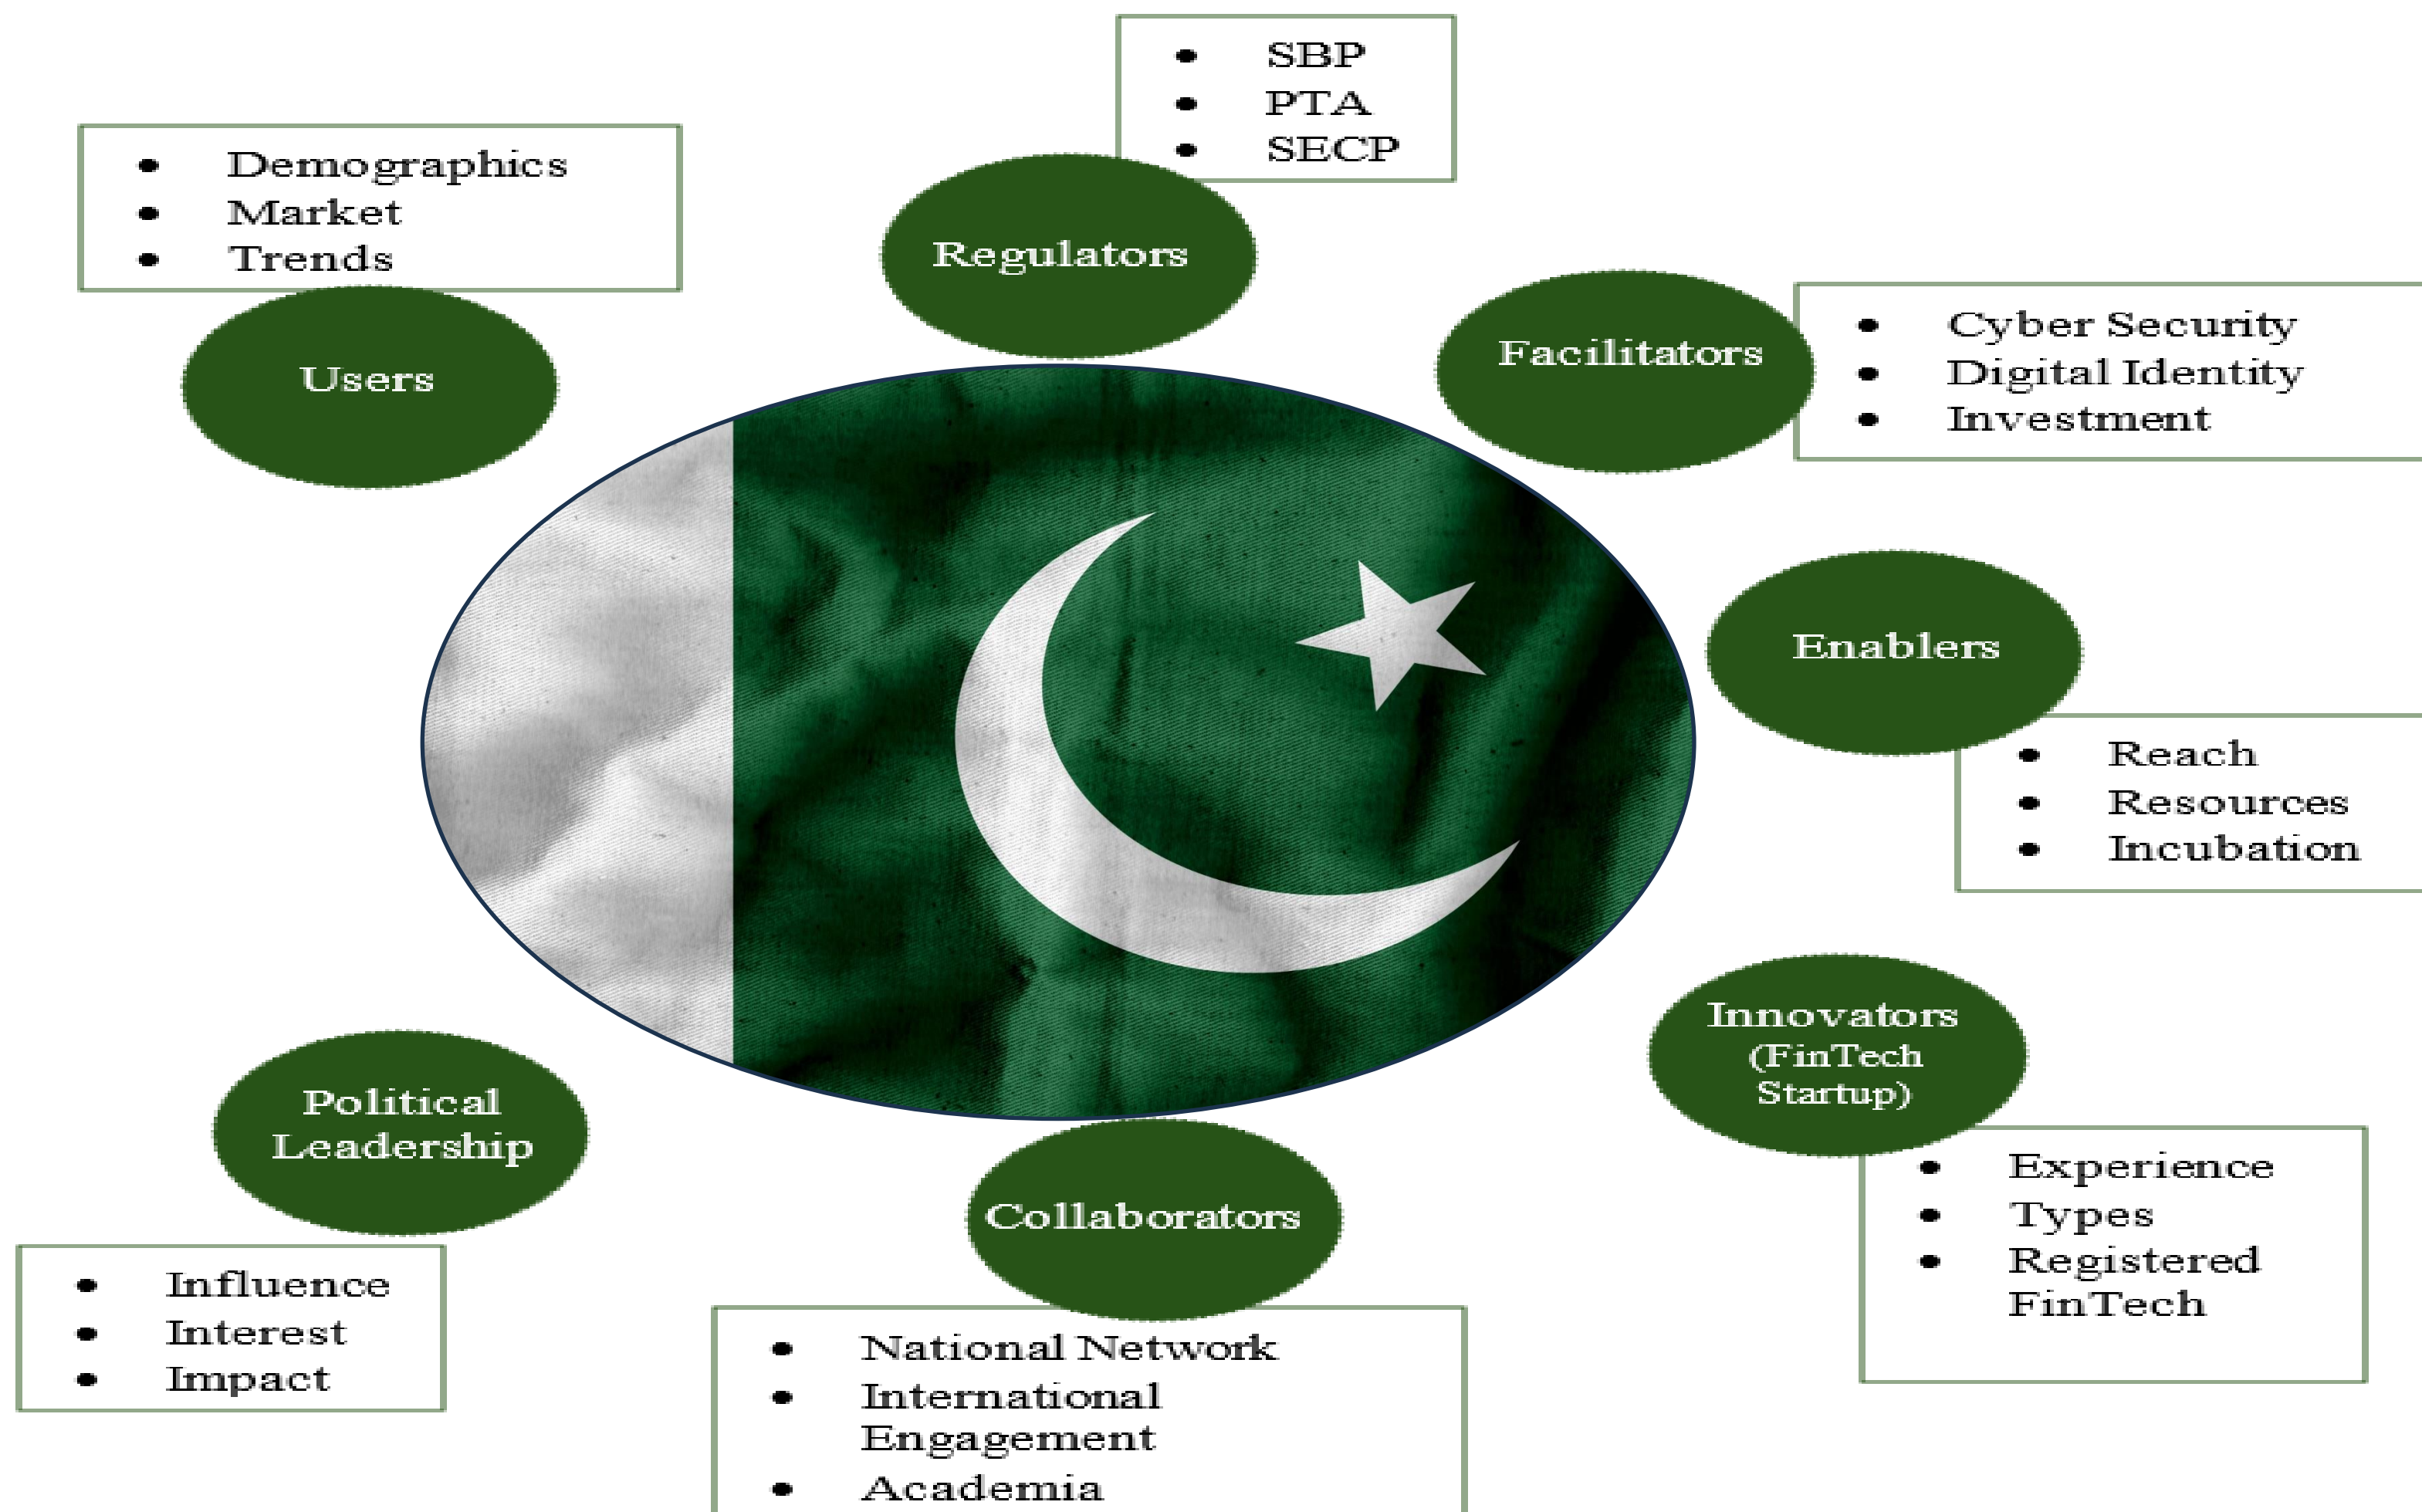 • SBP
• PTA
• SECP
Regulators
• Demographics
• Market
• Trends
Users
Facilitators
• Cyber Security
• Digital Identity
• Investment
Enablers
• Reach
• Resources
• Incubation
Innovators
(FinTech
Startup)
• Experience
• Types
• Registered
FinTech
Political
Leadership
• Influence
• Interest
• Impact
Collaborators
• National Network
• International
Engagement
• Academia